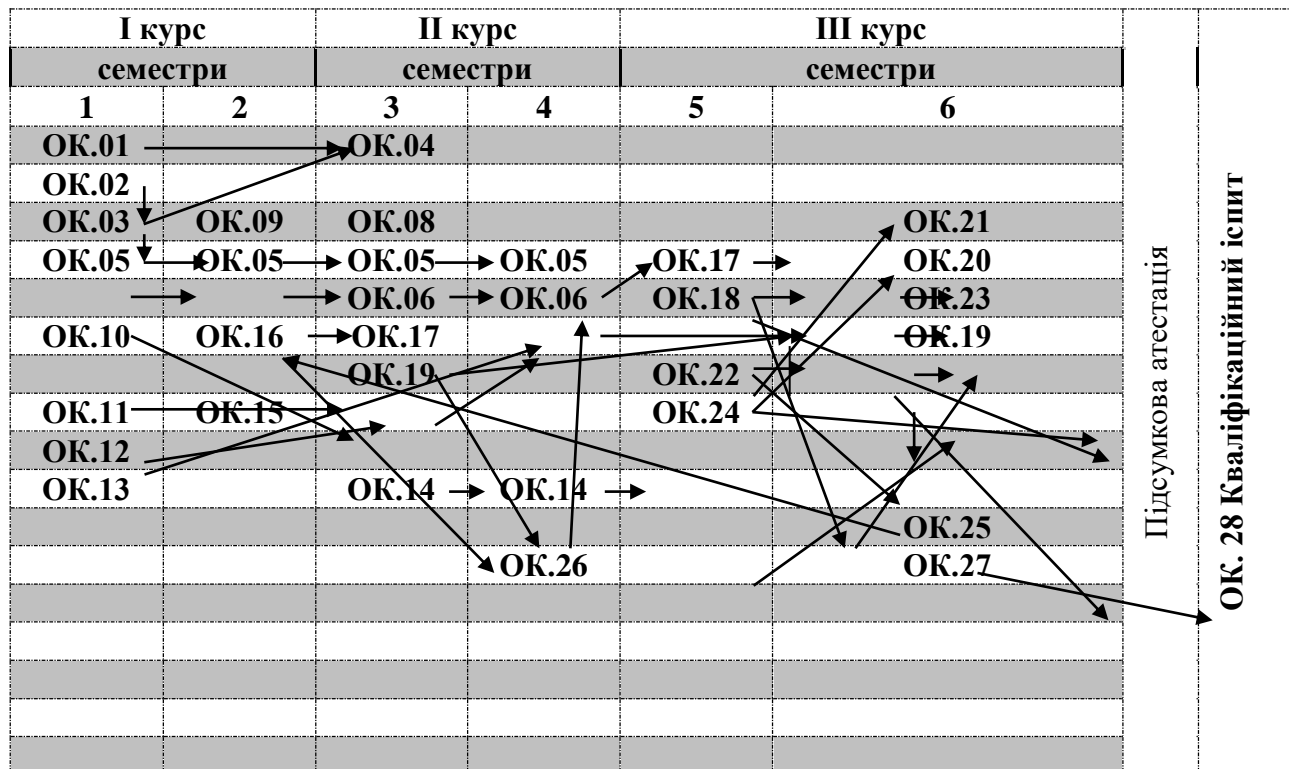 І курс ІІ курс ІІІ курс
семестри семестри семестри
1 2 3 4 5 6
ОК.01 ОК.04
ОК.02
ОК.03 ОК.09 ОК.08 ОК.21
ОК.05 ОК.05 ОК.05 ОК.05 ОК.17 ОК.20
ОК.06 ОК.06 ОК.18 ОК.23
ОК.10 ОК.16 ОК.17 ОК.19
ОК.19 ОК.22
ОК.11 ОК.15 ОК.24
ОК.12
ОК.13 ОК.14 ОК.14
ОК.25
ОК.26 ОК.27
Підсумкова атестація
ОК. 28 Кваліфікаційний іспит